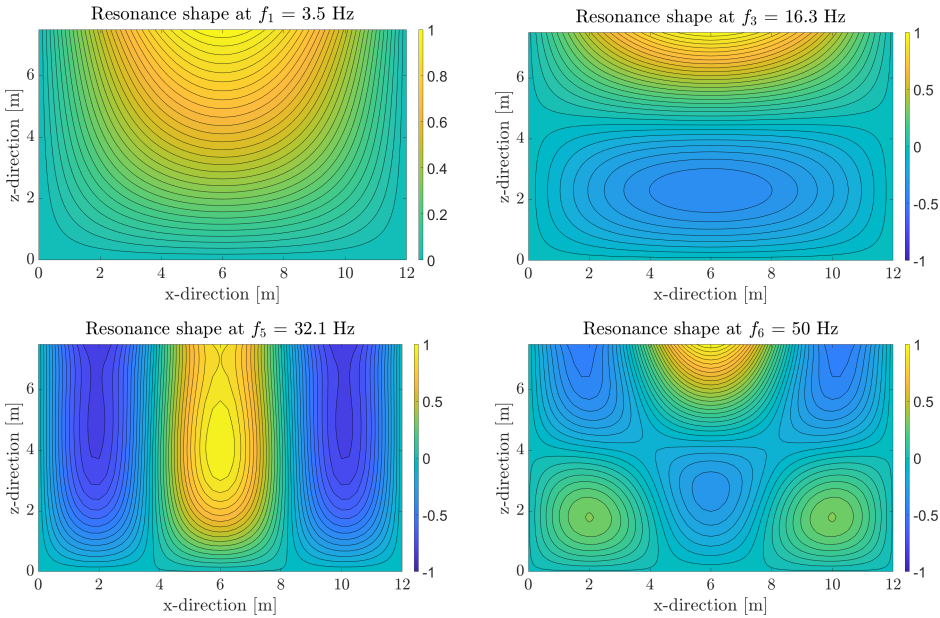 Resonance shape at f₁ = 3.5 Hz
z-direction [m]
6
4
2
0
0 2 4 6 8 10 12
x-direction [m]
1
0.8
0.6
0.4
0.2
0
Resonance shape at f₃ = 16.3 Hz
z-direction [m]
6
4
2
0
0 2 4 6 8 10 12
x-direction [m]
1
0.5
0
-0.5
-1
Resonance shape at f₅ = 32.1 Hz
z-direction [m]
6
4
2
0
0 2 4 6 8 10 12
x-direction [m]
1
0.5
0
-0.5
-1
Resonance shape at f₆ = 50 Hz
z-direction [m]
6
4
2
0
0 2 4 6 8 10 12
x-direction [m]
1
0.5
0
-0.5
-1